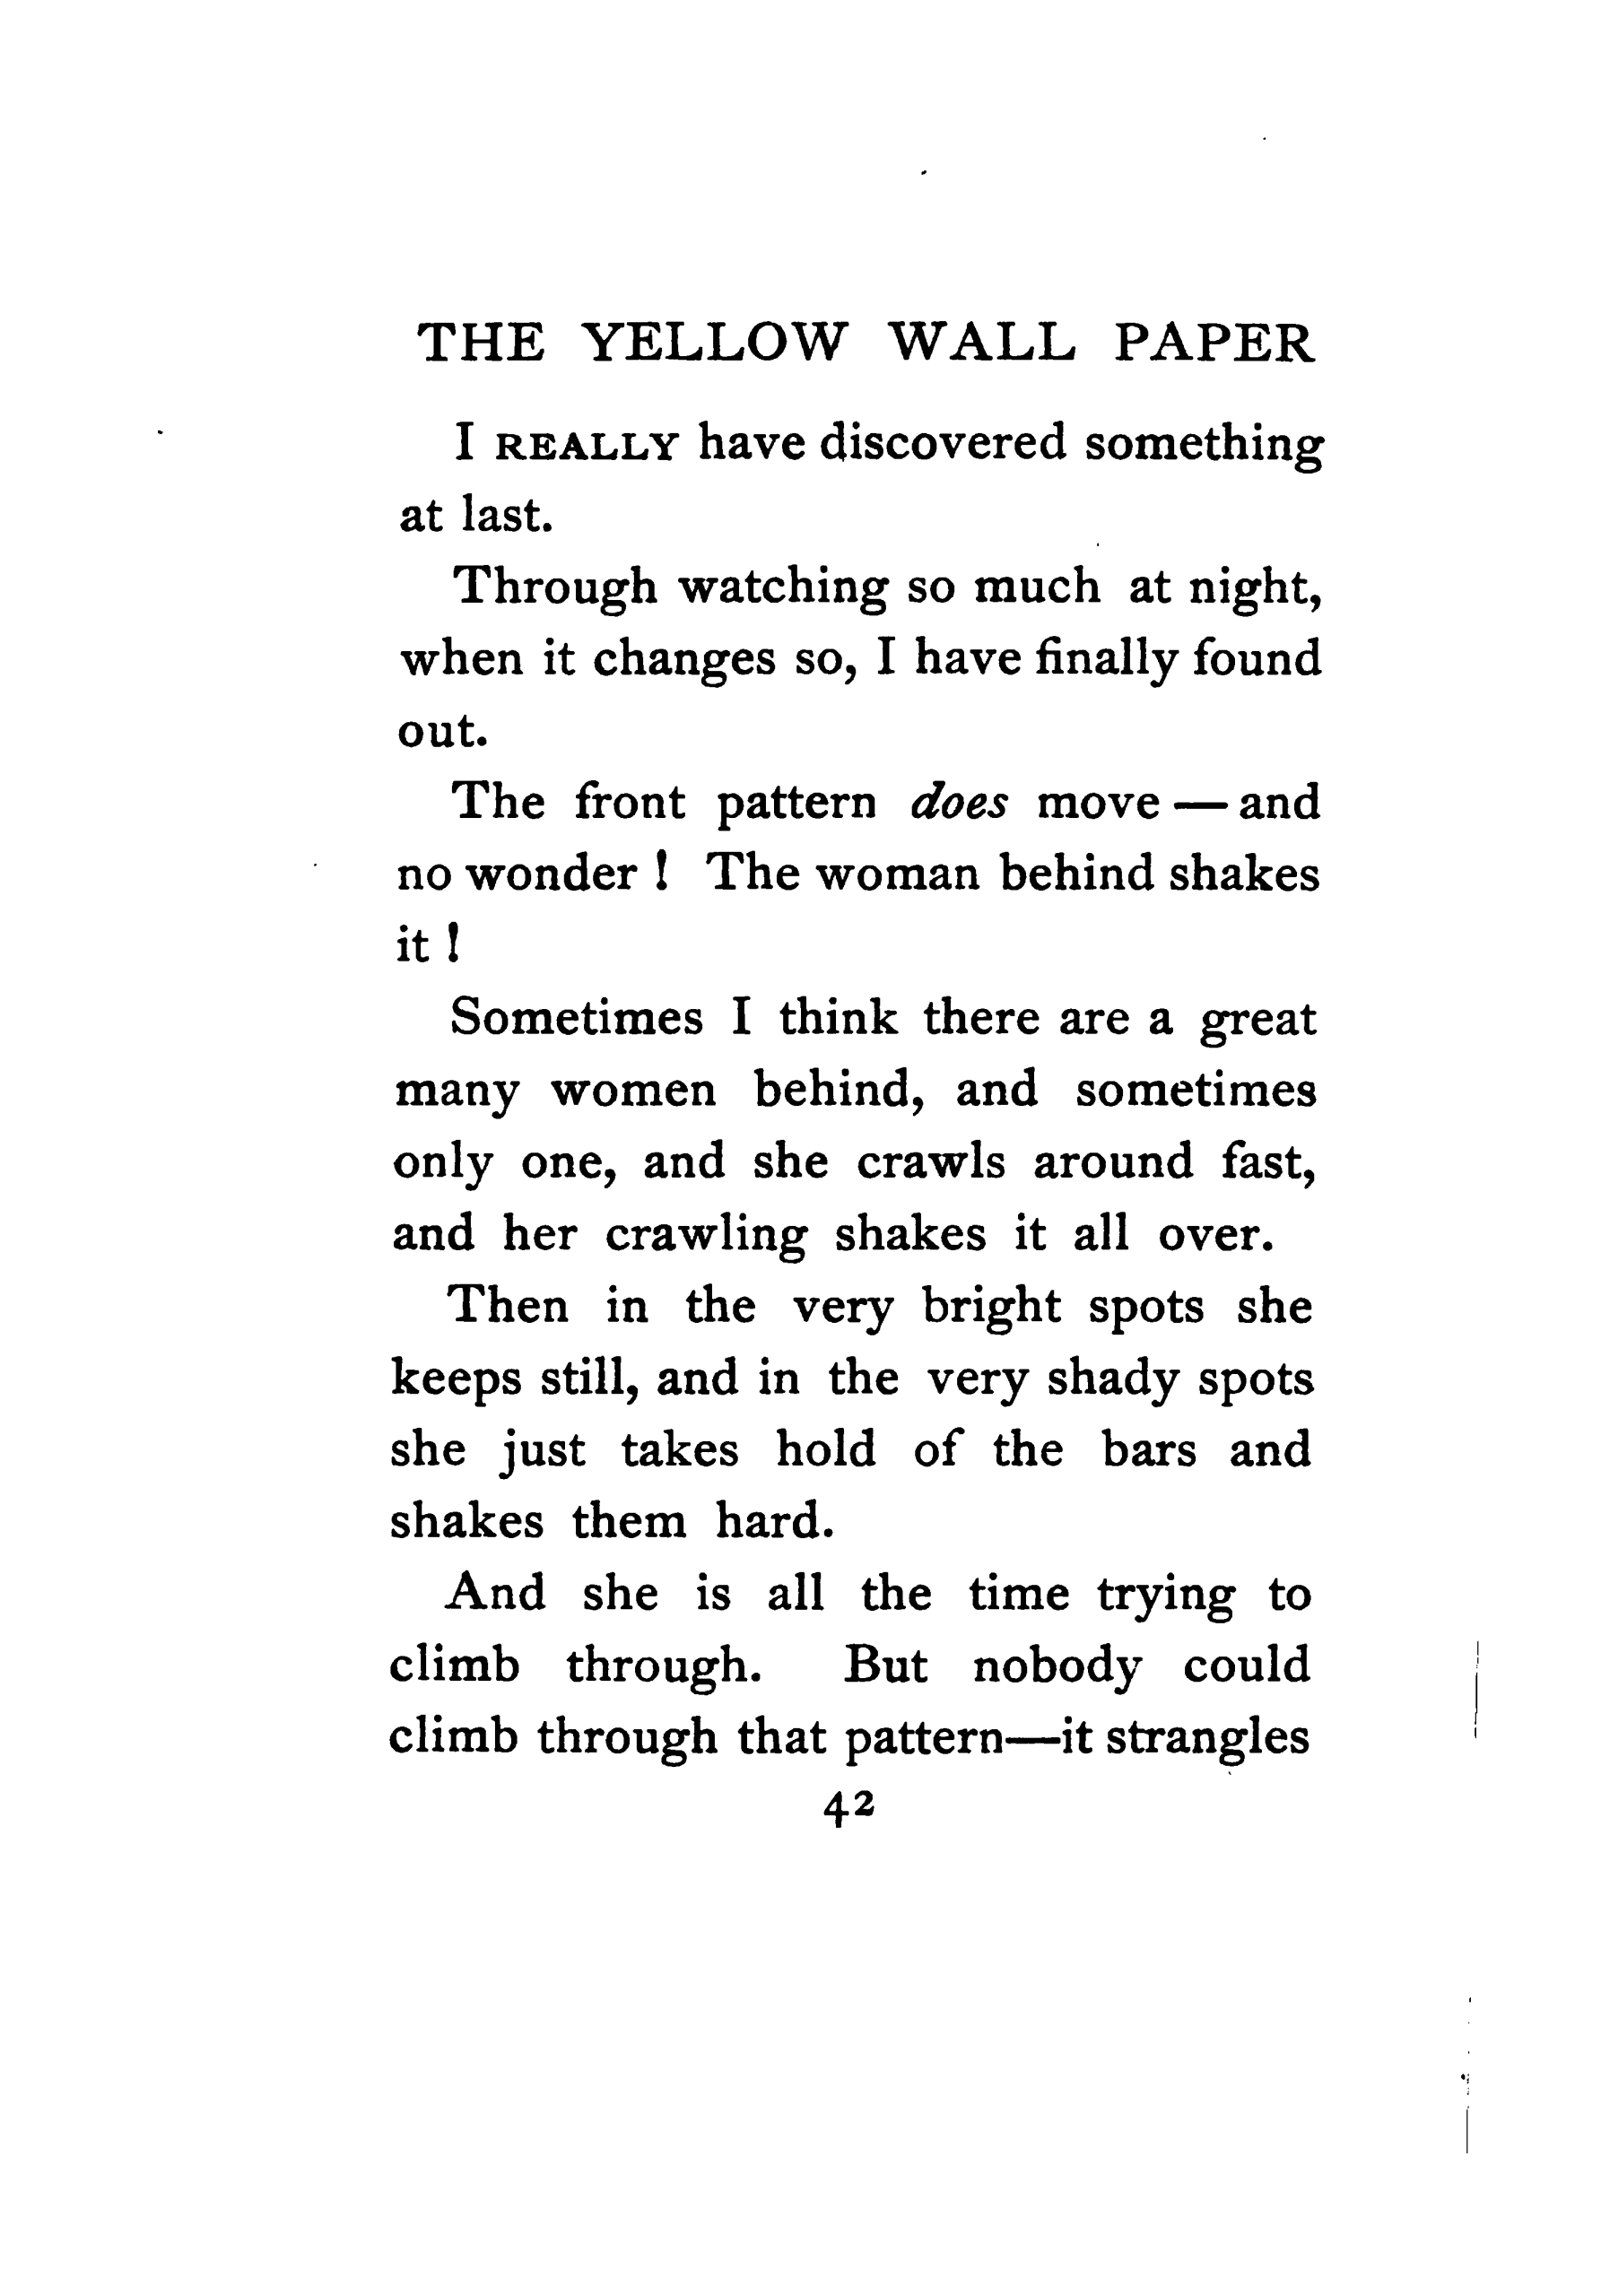 THE YELLOW WALL PAPER
I REALLY have discovered something
at last.
Through watching so much at night,
when it changes so, I have finally found
out.
The front pattern does move — and
no wonder ! The woman behind shakes
it !
Sometimes I think there are a great
many women behind, and sometimes
only one, and she crawls around fast,
and her crawling shakes it all over.
Then in the very bright spots she
keeps still, and in the very shady spots
she just takes hold of the bars and
shakes them hard.
And she is all the time trying to
climb through. But nobody could
climb through that pattern—it strangles
42